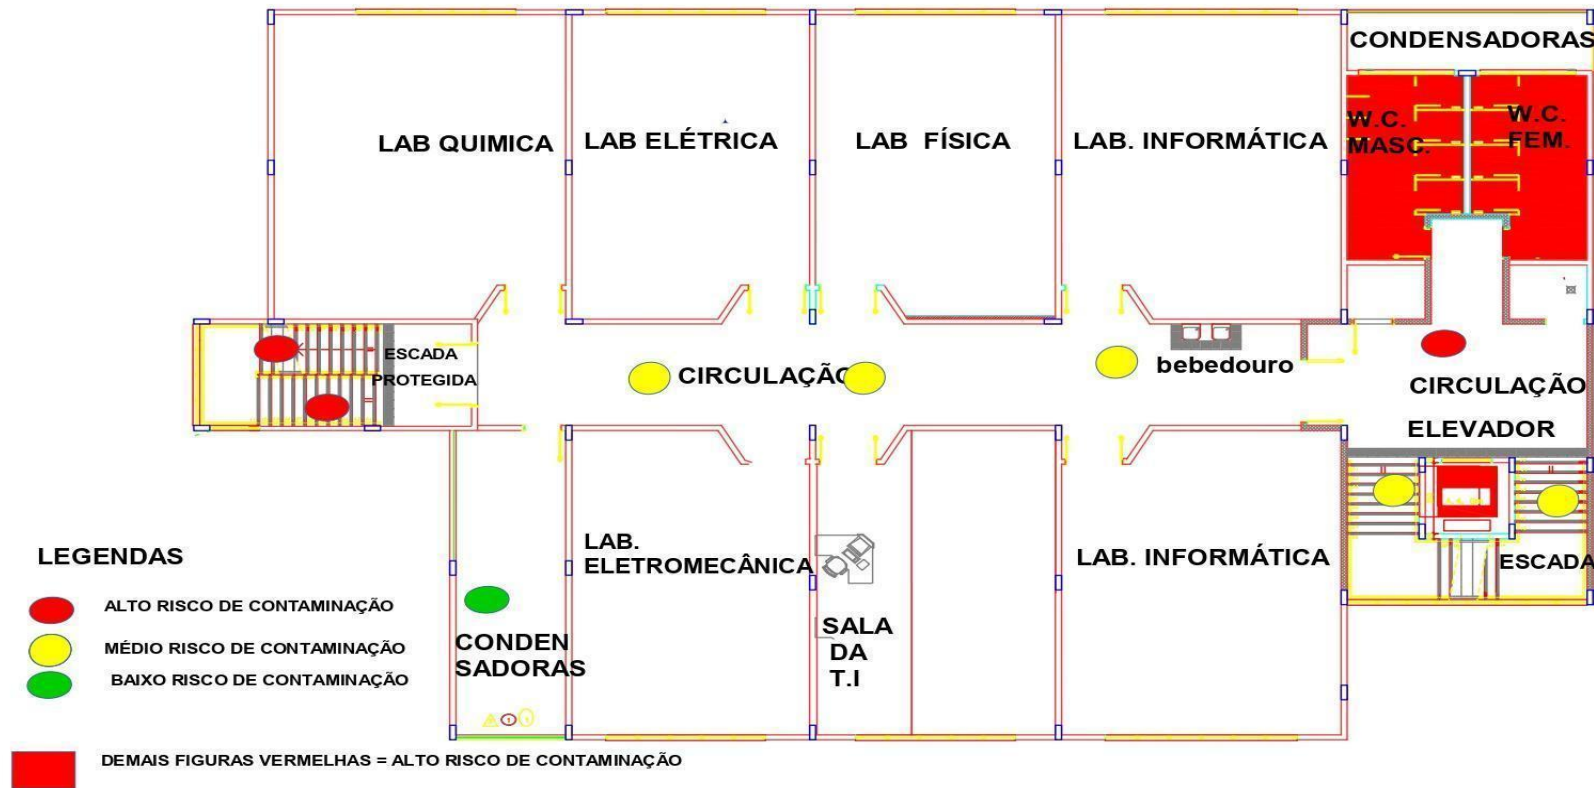 CONDENSADORAS
LAB QUIMICA
LAB ELÉTRICA
LAB FÍSICA
LAB. INFORMÁTICA
W.C.
MASC.
W.C.
FEM.
ESCADA
PROTEGIDA
CIRCULAÇÃO
bebedouro
CIRCULAÇÃO
ELEVADOR
LAB.
ELETROMECÂNICA
SALA
DA
T.I
LAB. INFORMÁTICA
ESCADA
CONDEN
SADORAS
LEGENDAS
ALTO RISCO DE CONTAMINAÇÃO
MÉDIO RISCO DE CONTAMINAÇÃO
BAIXO RISCO DE CONTAMINAÇÃO
DEMAIS FIGURAS VERMELHAS = ALTO RISCO DE CONTAMINAÇÃO